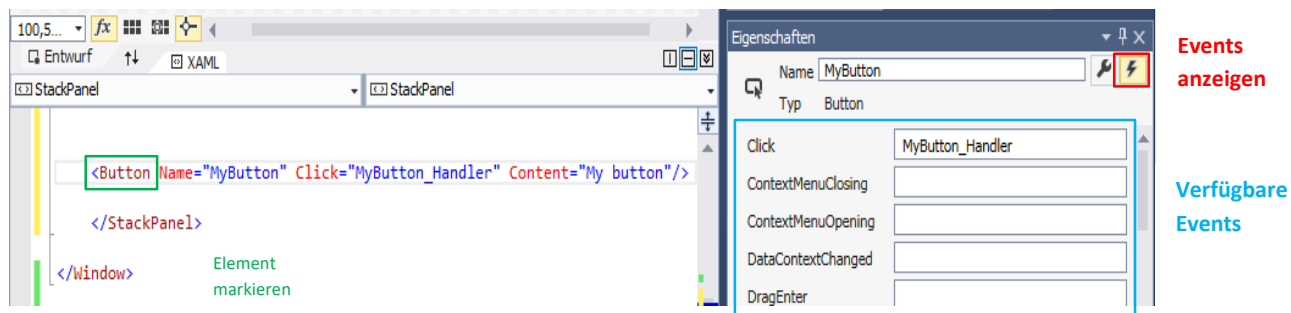 100,5...
fx
Entwurf
XAML
StackPanel
StackPanel
<Button Name="MyButton" Click="MyButton_Handler" Content="My button"/>
</StackPanel>
</Window>
Element
markieren
Eigenschaften
Name MyButton
Typ Button
Click MyButton_Handler
ContextMenuClosing
ContextMenuOpening
DataContextChanged
DragEnter
Events
anzeigen
Verfügbare
Events